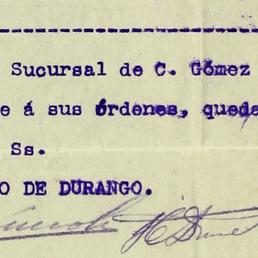 Sucursal de C. Gómez
e á sus órdenes, queda
Ss.
O DE DURANGO.